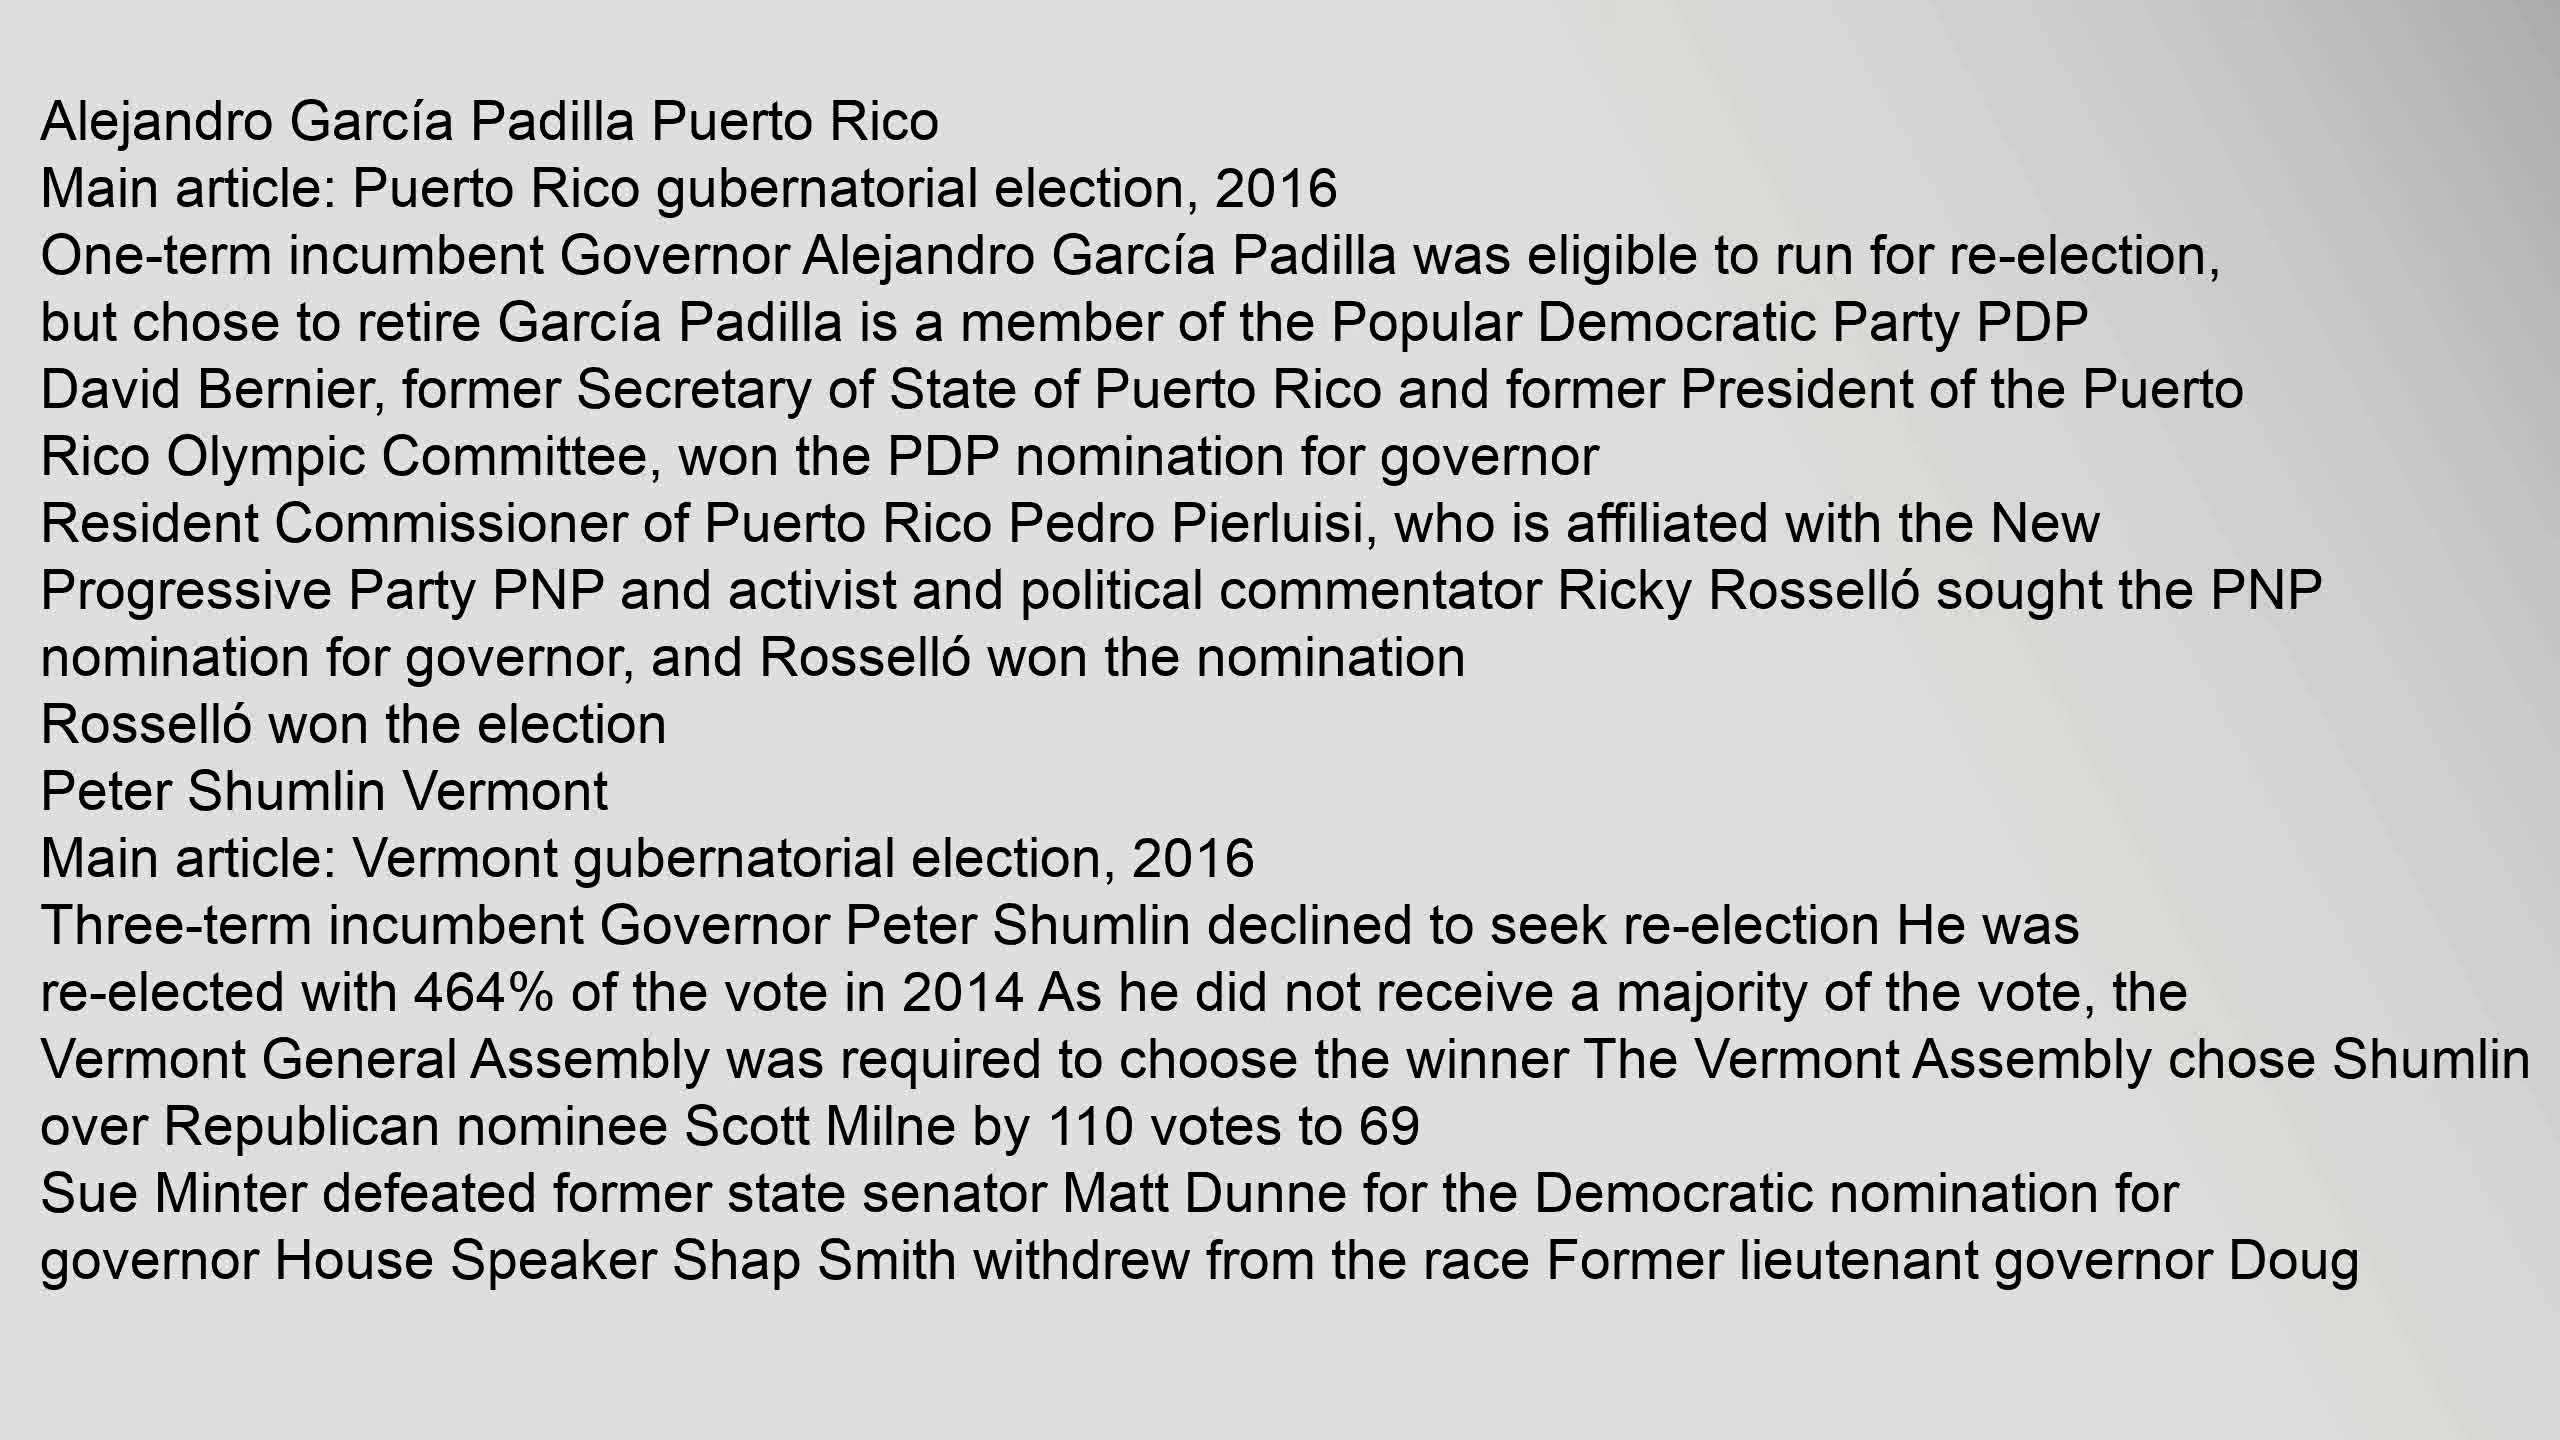 Alejandro García Padilla Puerto Rico
Main article: Puerto Rico gubernatorial election, 2016
One-term incumbent Governor Alejandro García Padilla was eligible to run for re-election,
but chose to retire García Padilla is a member of the Popular Democratic Party PDP
David Bernier, former Secretary of State of Puerto Rico and former President of the Puerto
Rico Olympic Committee, won the PDP nomination for governor
Resident Commissioner of Puerto Rico Pedro Pierluisi, who is affiliated with the New
Progressive Party PNP and activist and political commentator Ricky Rosselló sought the PNP
nomination for governor, and Rosselló won the nomination
Rosselló won the election
Peter Shumlin Vermont
Main article: Vermont gubernatorial election, 2016
Three-term incumbent Governor Peter Shumlin declined to seek re-election He was
re-elected with 464% of the vote in 2014 As he did not receive a majority of the vote, the
Vermont General Assembly was required to choose the winner The Vermont Assembly chose Shumlin
over Republican nominee Scott Milne by 110 votes to 69
Sue Minter defeated former state senator Matt Dunne for the Democratic nomination for
governor House Speaker Shap Smith withdrew from the race Former lieutenant governor Doug